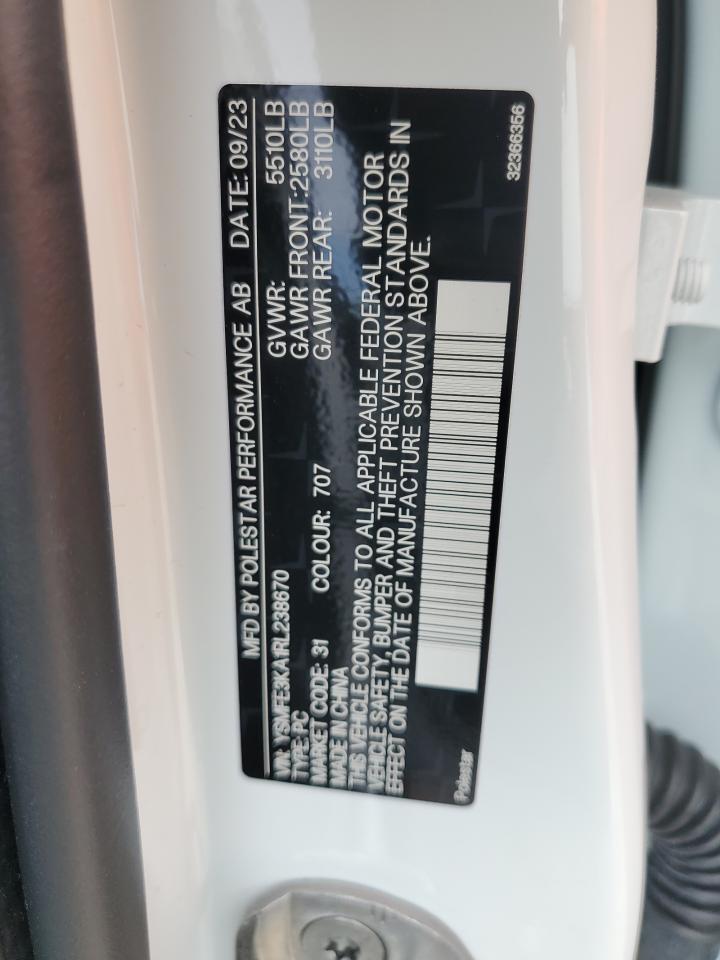 MFD BY POLESTAR PERFORMANCE AB DATE: 09/23
VIN: YSMFE3KA1RL238670 GVWR: 5510LB
TYPE: PC GAWR FRONT: 2580LB
MARKET CODE: 31 COLOUR: 707 GAWR REAR: 3110LB
MADE IN CHINA
THIS VEHICLE CONFORMS TO ALL APPLICABLE FEDERAL MOTOR
VEHICLE SAFETY, BUMPER AND THEFT PREVENTION STANDARDS IN
EFFECT ON THE DATE OF MANUFACTURE SHOWN ABOVE.
Polestar 32366356